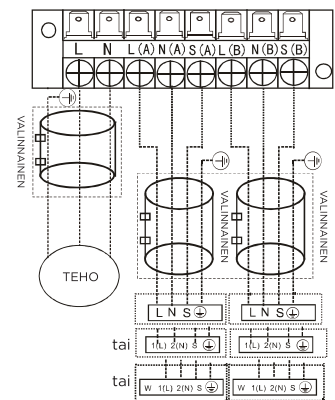 L N L(A) N(A) S(A) L(B) N(B) S(B)
VALINNAINEN
VALINNAINEN
VALINNAINEN
TEHO
L N S
L N S
tai
1(L) 2(N) S
1(L) 2(N) S
tai
W 1(L) 2(N) S
W 1(L) 2(N) S